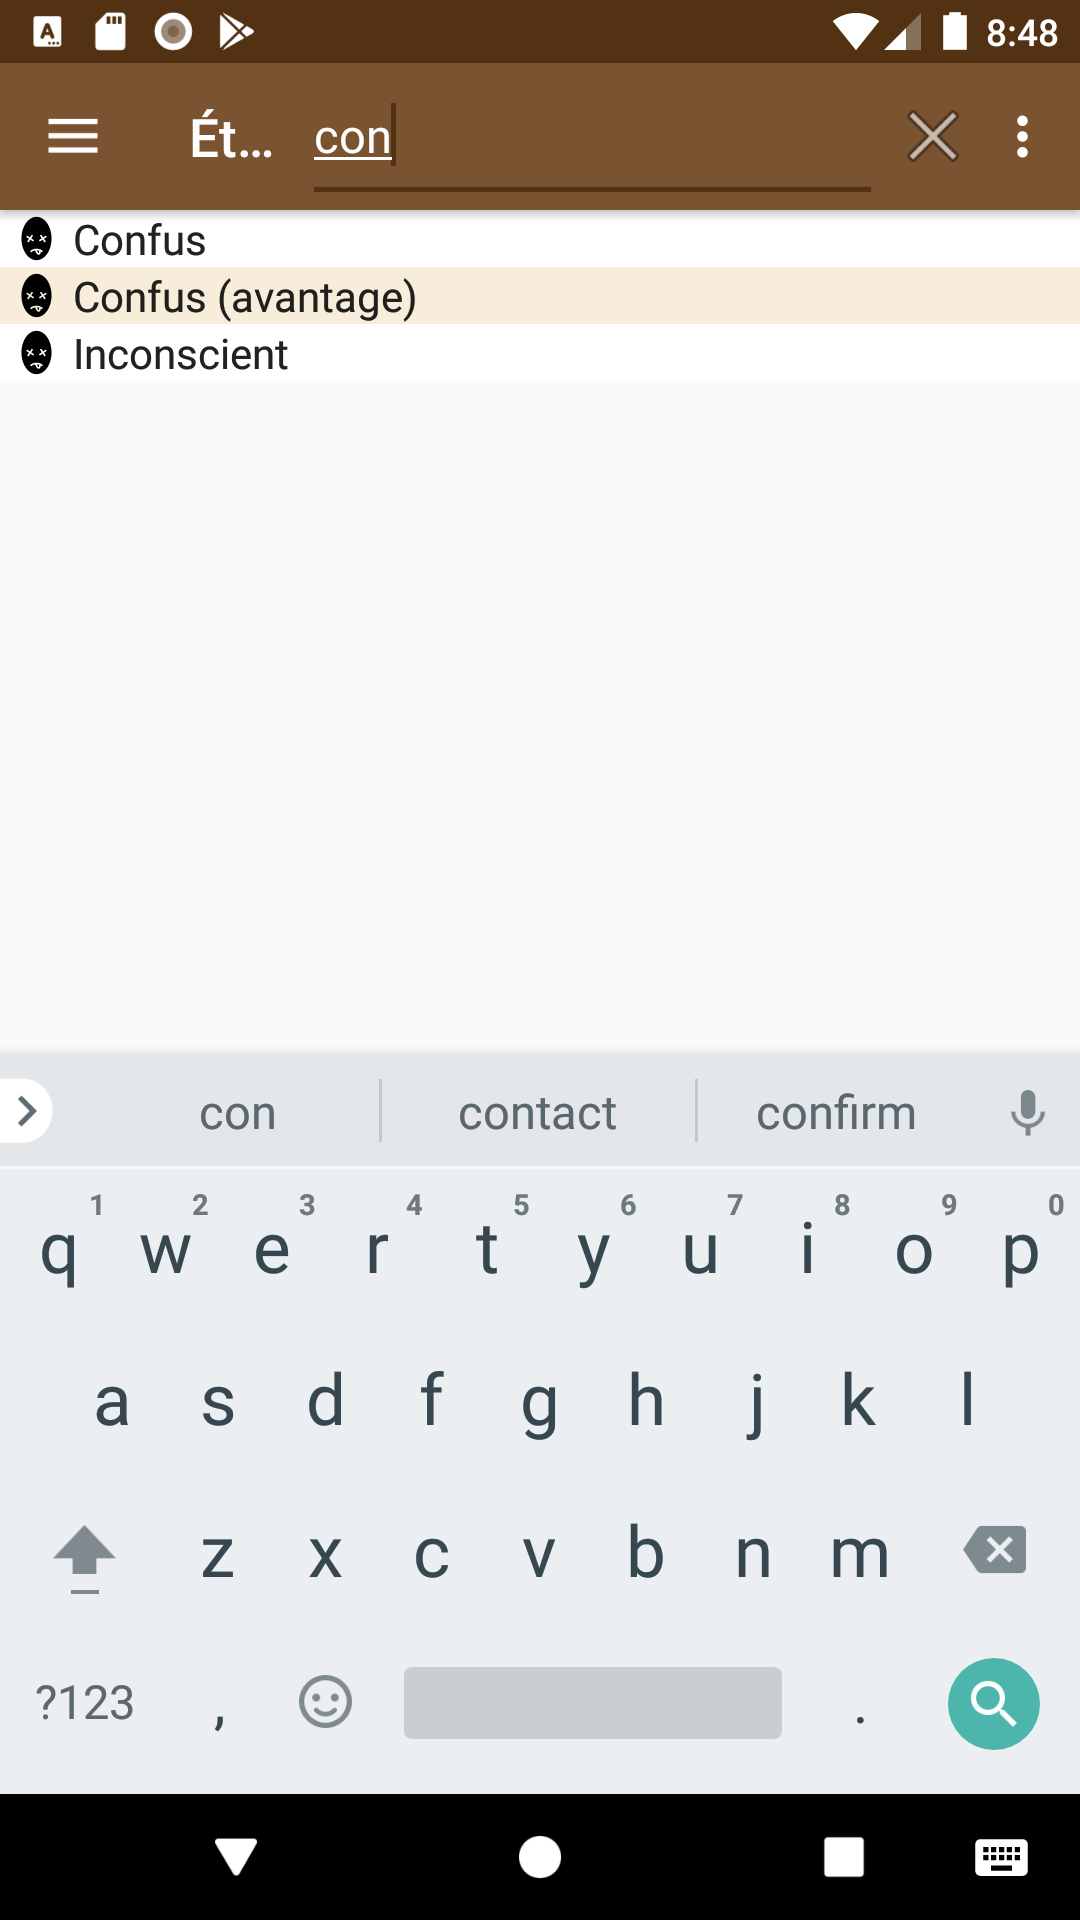 8:48
Ét... con
Confus
Confus (avantage)
Inconscient
con contact confirm
1 2 3 4 5 6 7 8 9 0
q w e r t y u i o p
a s d f g h j k l
z x c v b n m
?123 , .